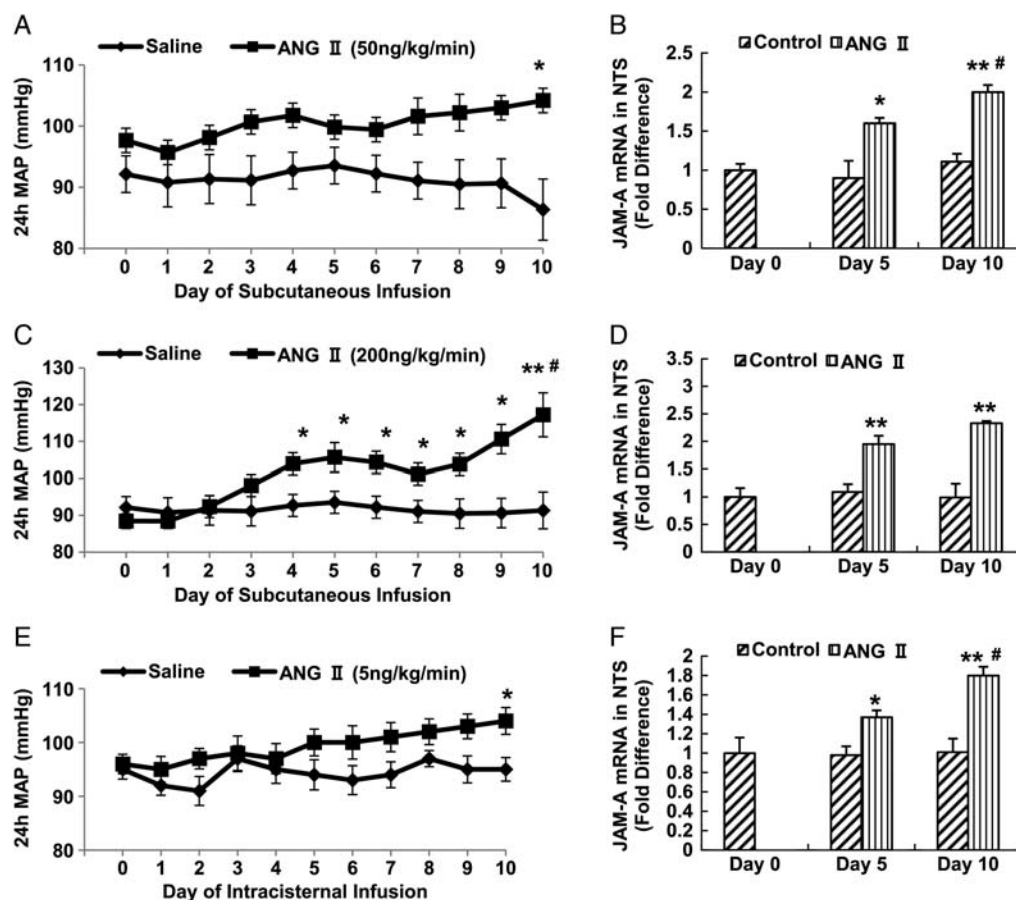 A
Saline ANG Ⅱ (50ng/kg/min)
24h MAP (mmHg)
120
110
100
90
80
*
0 1 2 3 4 5 6 7 8 9 10
Day of Subcutaneous Infusion
B
Control ANG Ⅱ
JAM-A mRNA in NTS
(Fold Difference)
2.5
2
1.5
1
0.5
0
*
** #
Day 0 Day 5 Day 10
C
Saline ANG Ⅱ (200ng/kg/min)
24h MAP (mmHg)
130
120
110
100
90
80
* * * * * * ** #
0 1 2 3 4 5 6 7 8 9 10
Day of Subcutaneous Infusion
D
Control ANG Ⅱ
JAM-A mRNA in NTS
(Fold Difference)
3.5
3
2.5
2
1.5
1
0.5
0
**
**
Day 0 Day 5 Day 10
E
Saline ANG Ⅱ (5ng/kg/min)
24h MAP (mmHg)
110
100
90
80
*
0 1 2 3 4 5 6 7 8 9 10
Day of Intracisternal Infusion
F
Control ANG Ⅱ
JAM-A mRNA in NTS
(Fold Difference)
2
1.8
1.6
1.4
1.2
1
0.8
0.6
0.4
0.2
0
*
** #
Day 0 Day 5 Day 10